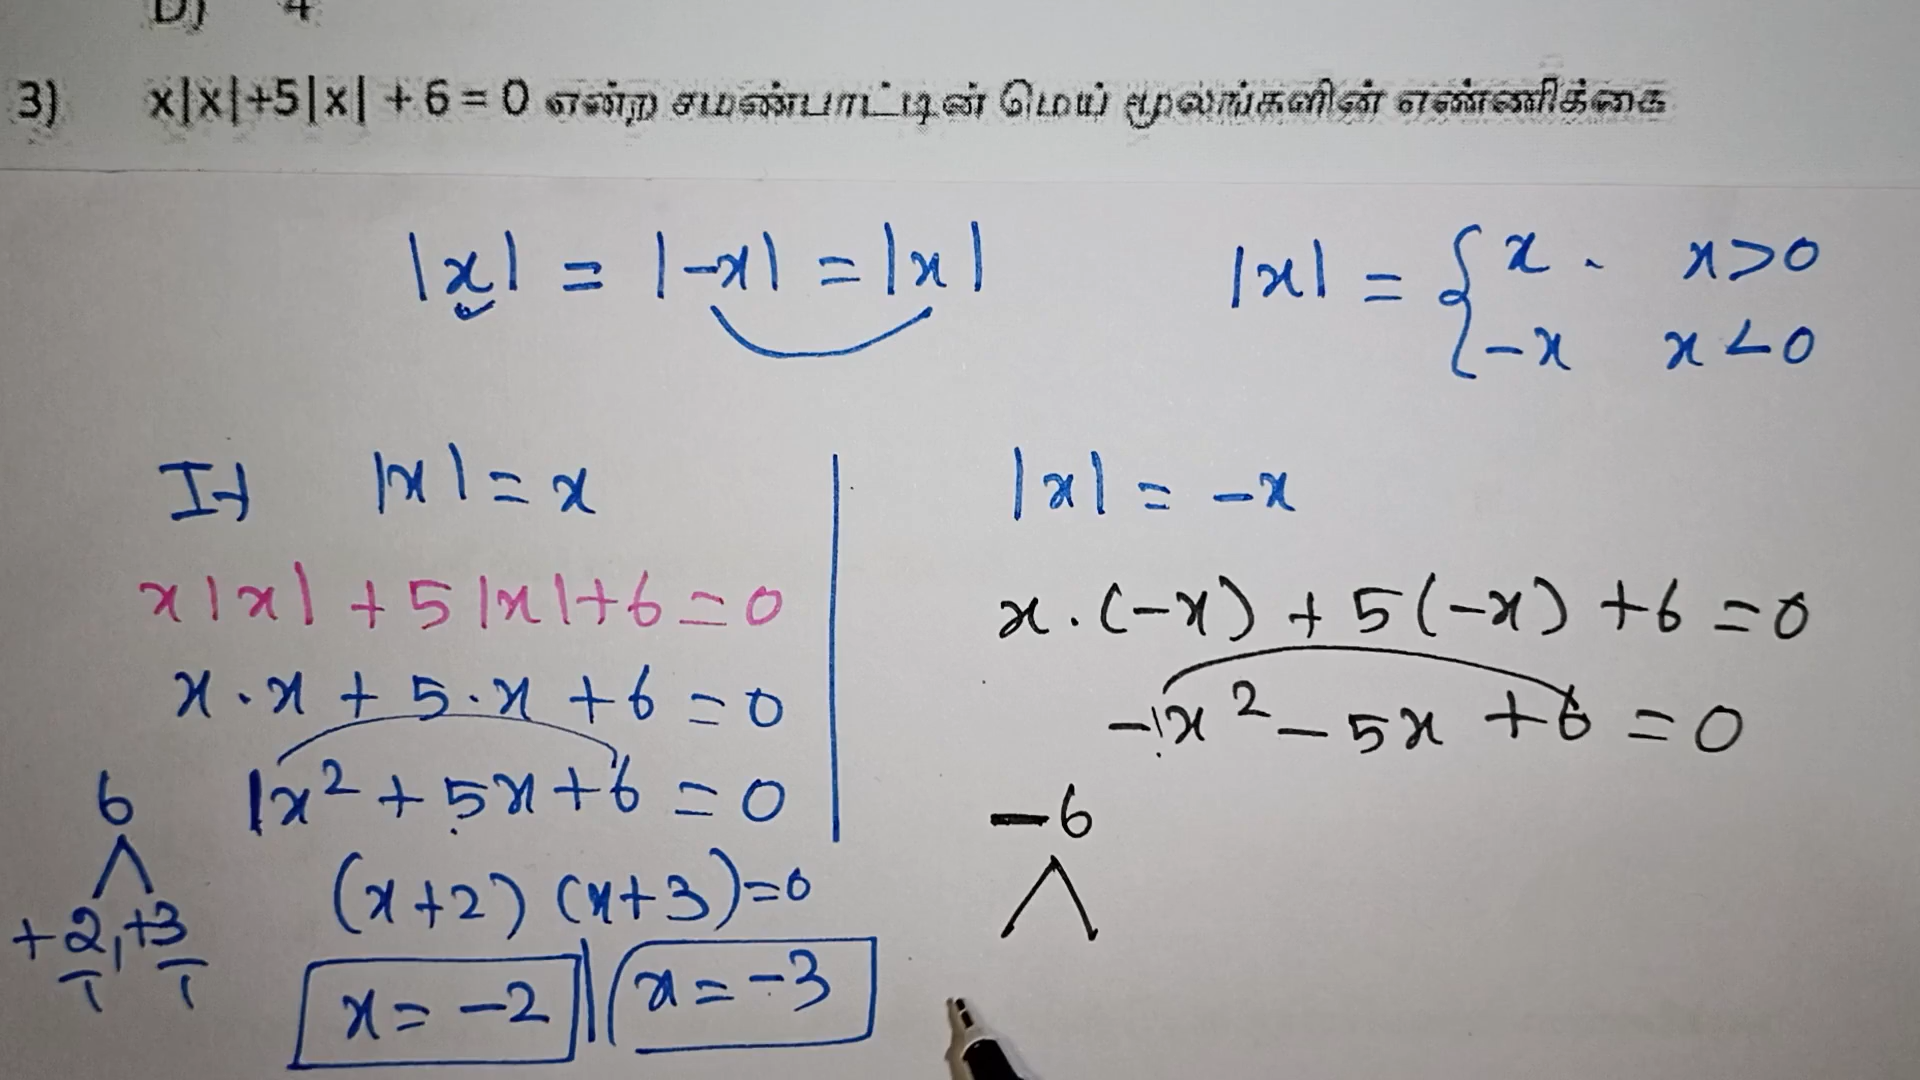 D) 4
3) x|x|+5|x| + 6 = 0 என்ற சமன்பாட்டின் மெய் மூலங்களின் எண்ணிக்கை
|x| = |-x| = |x|
|x| = { x x>0
-x x<0
If |x| = x
x|x| + 5|x|+6=0
x·x + 5·x + 6 = 0
1x² + 5x + 6 = 0
6
+2, +3
1 1
(x+2) (x+3)=0
x = -2 x = -3
|x| = -x
x.(-x) + 5(-x) + 6 = 0
-1x² - 5x + 6 = 0
-6